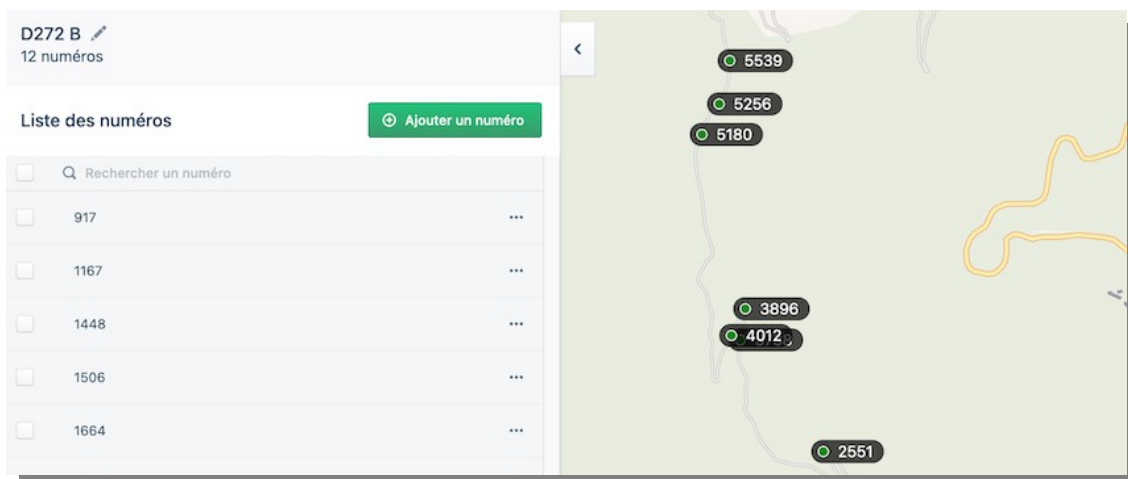 D272 B
12 numéros
Liste des numéros
Ajouter un numéro
Rechercher un numéro
917
1167
1448
1506
1664
5539
5256
5180
3896
4012
2551